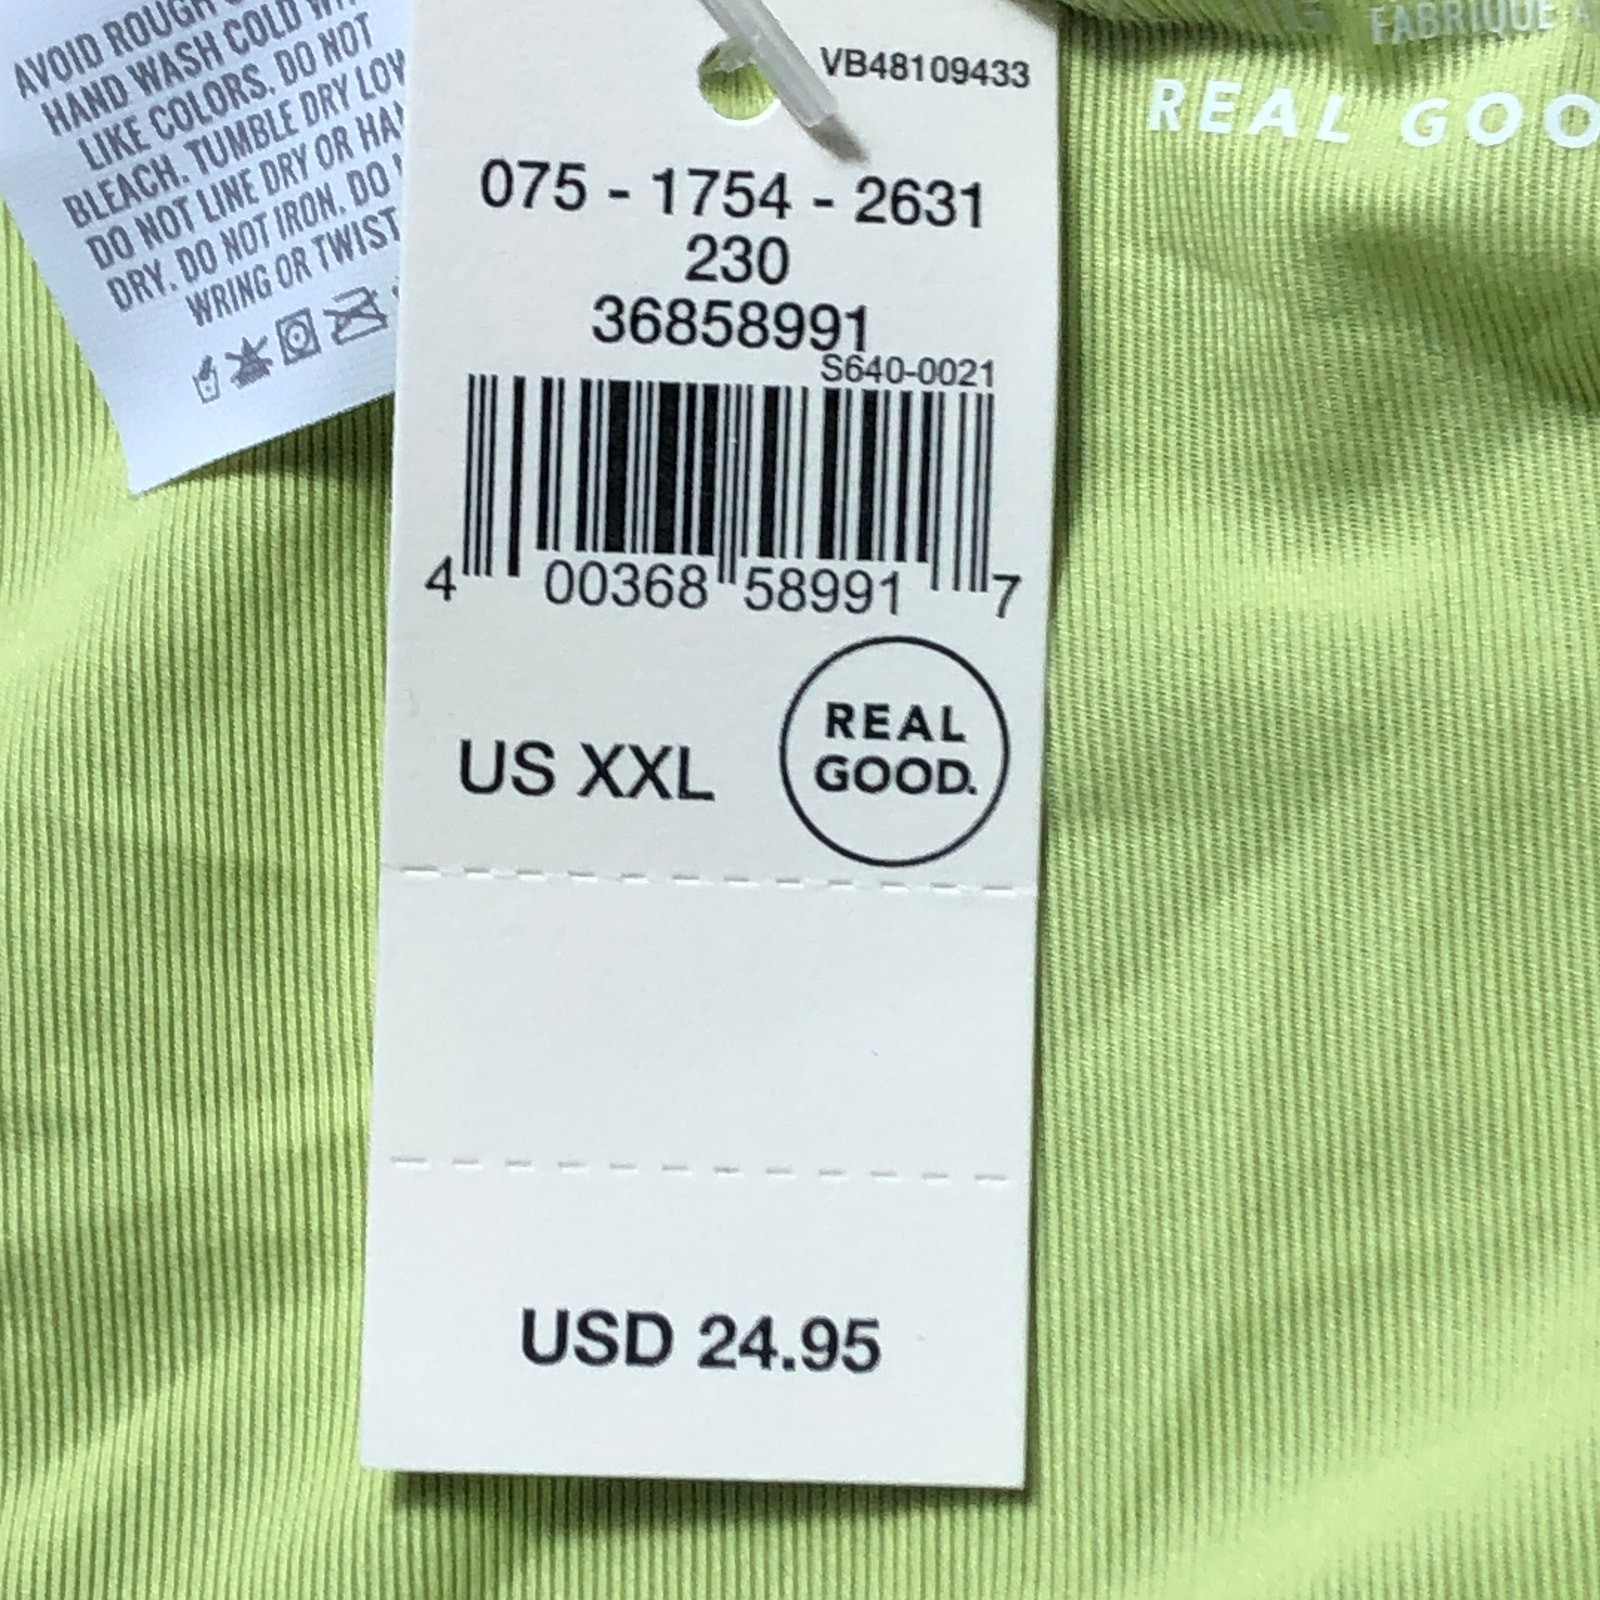 AVOID ROUGH
HAND WASH COLD
LIKE COLORS. DO NOT
BLEACH. TUMBLE DRY LOW
DO NOT LINE DRY OR
DRY. DO NOT IRON. DO
WRING OR TWIST
VB48109433
075 - 1754 - 2631
230
36858991
S640-0021
4 00368 58991 7
US XXL
REAL
GOOD.
USD 24.95
FABRIQUE
REAL GOO